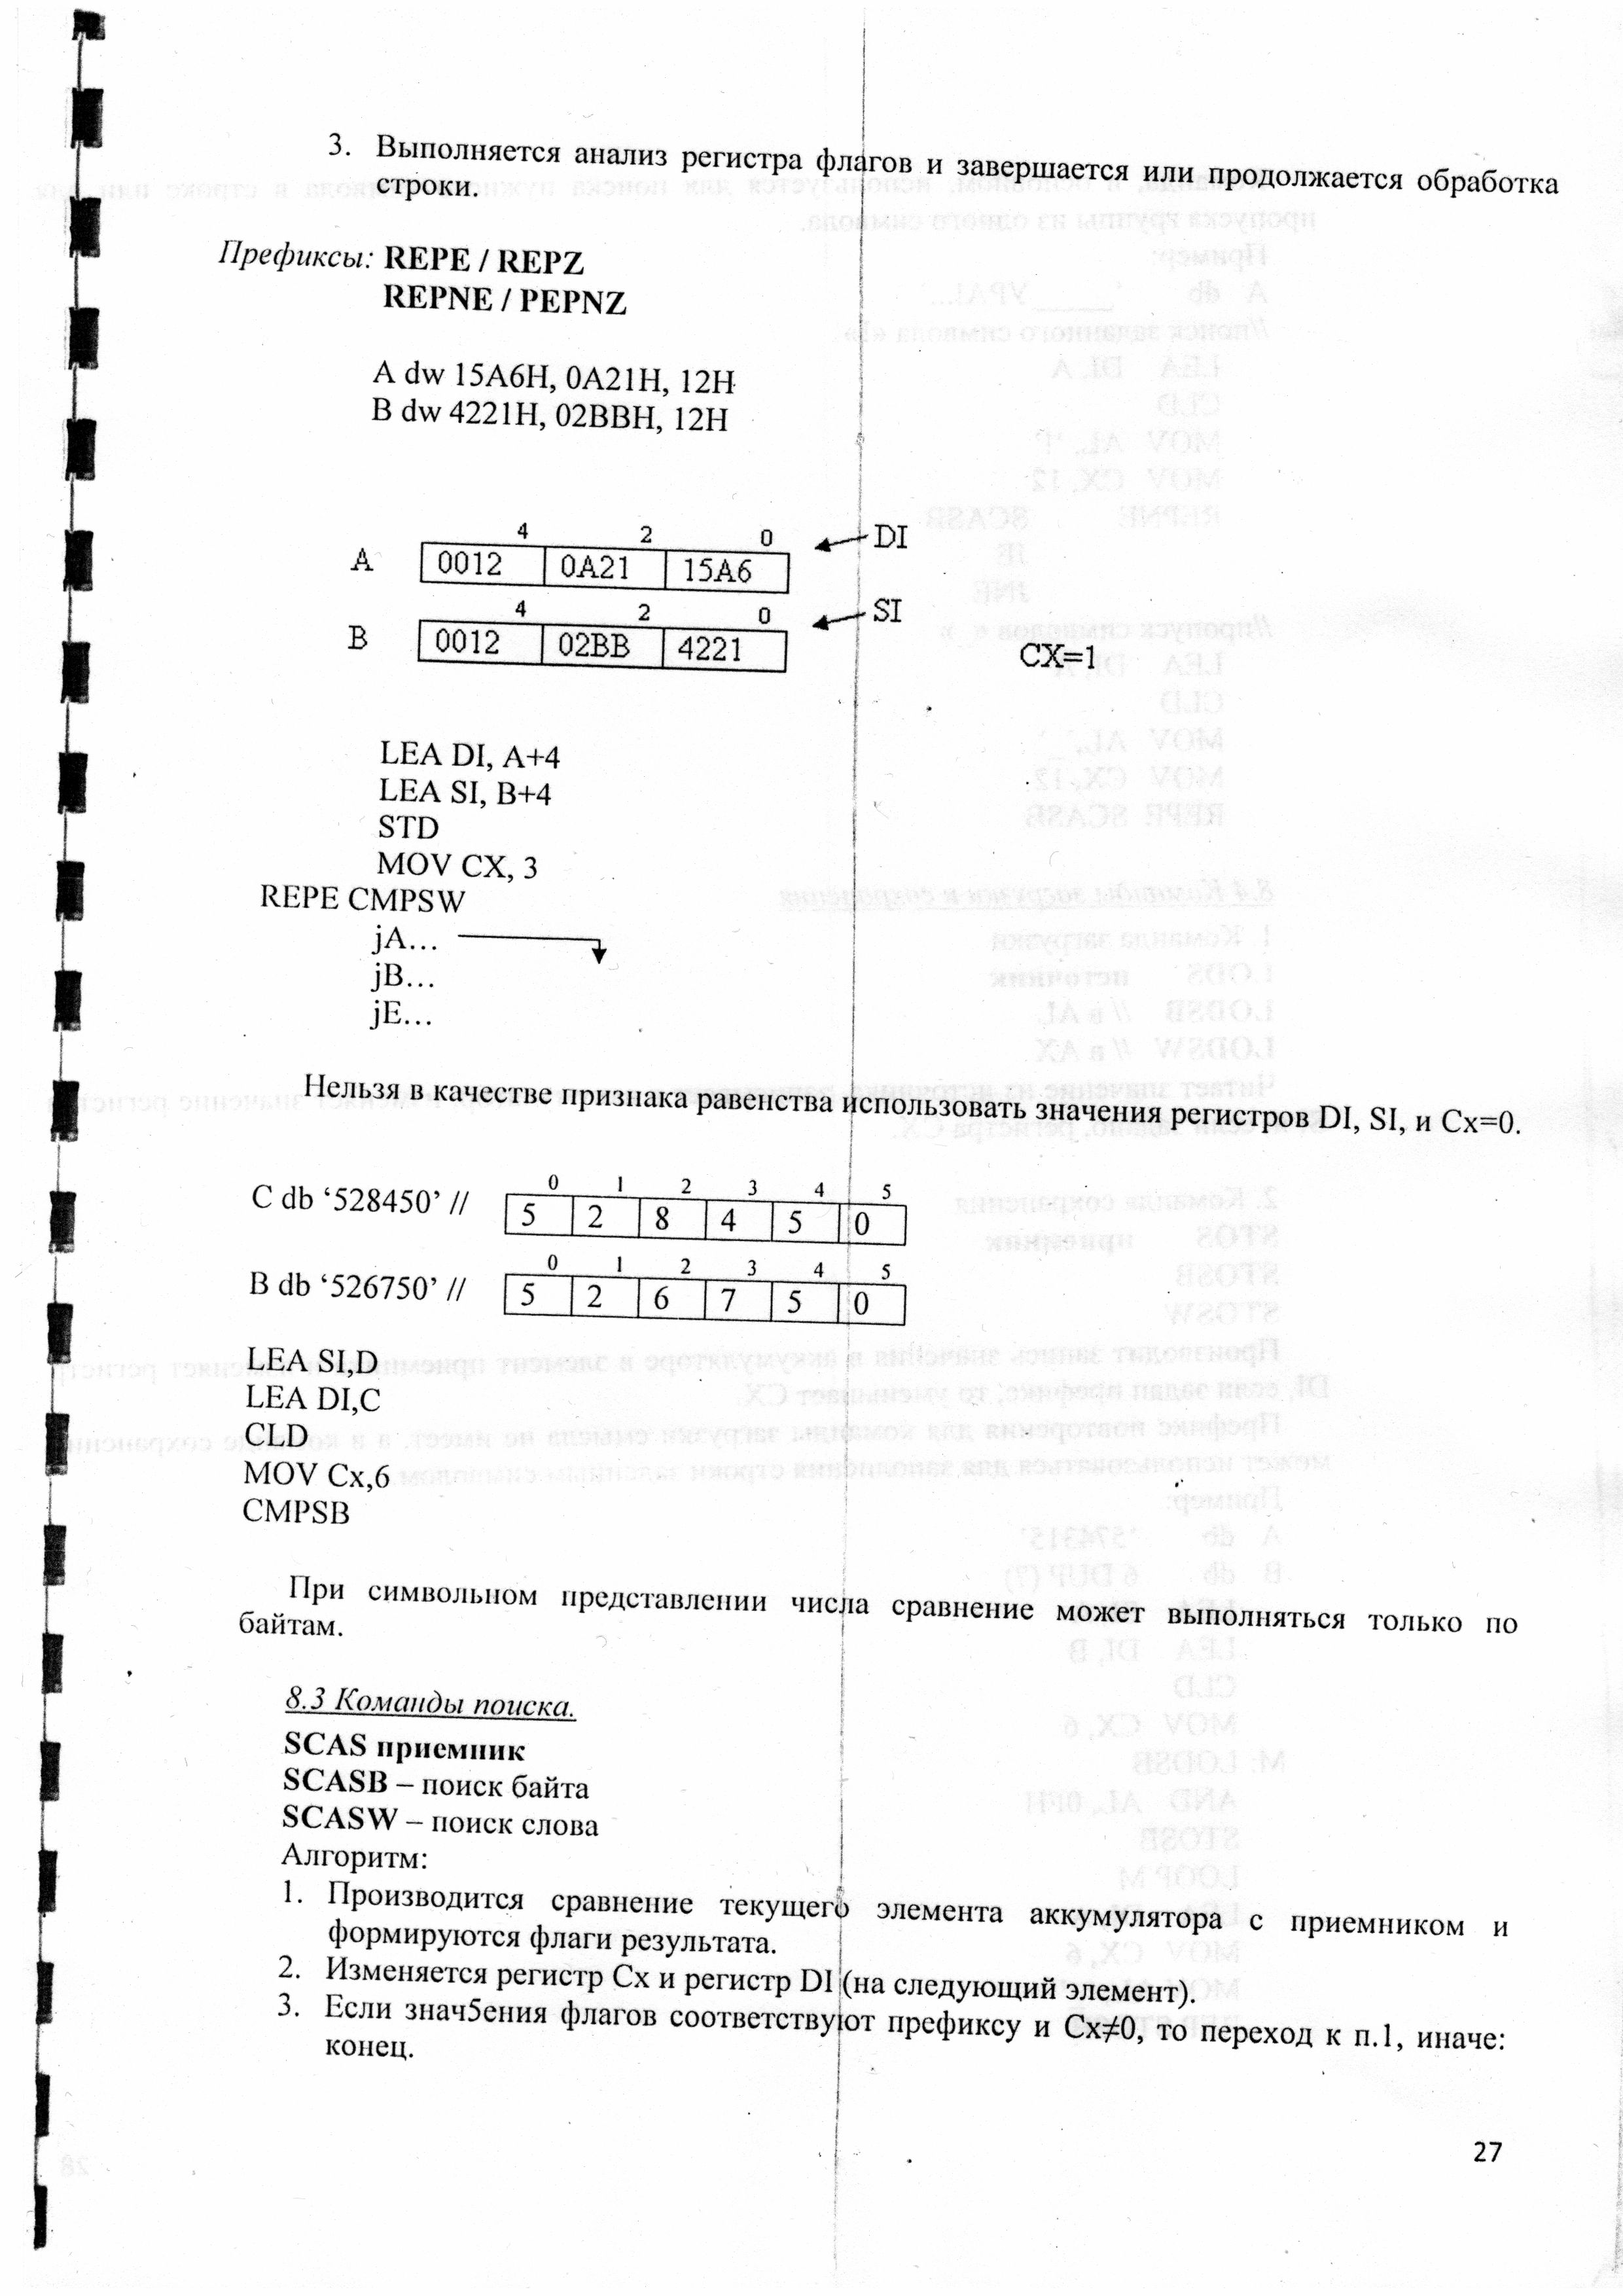 3. Выполняется анализ регистра флагов и завершается или продолжается обработка
строки.
Префиксы: REPE / REPZ
REPNE / PEPNZ
A dw 15A6H, 0A21H, 12H
B dw 4221H, 02BBH, 12H
4 2 0 DI
A 0012 0A21 15A6
4 2 0 SI
B 0012 02BB 4221
CX=1
LEA DI, A+4
LEA SI, B+4
STD
MOV CX, 3
REPE CMPSW
jA...
jB...
jE...
Нельзя в качестве признака равенства использовать значения регистров DI, SI, и Cx=0.
0 1 2 3 4 5
C db ‘528450’ // 5 2 8 4 5 0
0 1 2 3 4 5
B db ‘526750’ // 5 2 6 7 5 0
LEA SI,D
LEA DI,C
CLD
MOV Cx,6
CMPSB
При символьном представлении числа сравнение может выполняться только по
байтам.
8.3 Команды поиска.
SCAS приемник
SCASB – поиск байта
SCASW – поиск слова
Алгоритм:
1. Производится сравнение текущего элемента аккумулятора с приемником и
формируются флаги результата.
2. Изменяется регистр Cx и регистр DI (на следующий элемент).
3. Если знач5ения флагов соответствуют префиксу и Cx≠0, то переход к п.1, иначе:
конец.
27